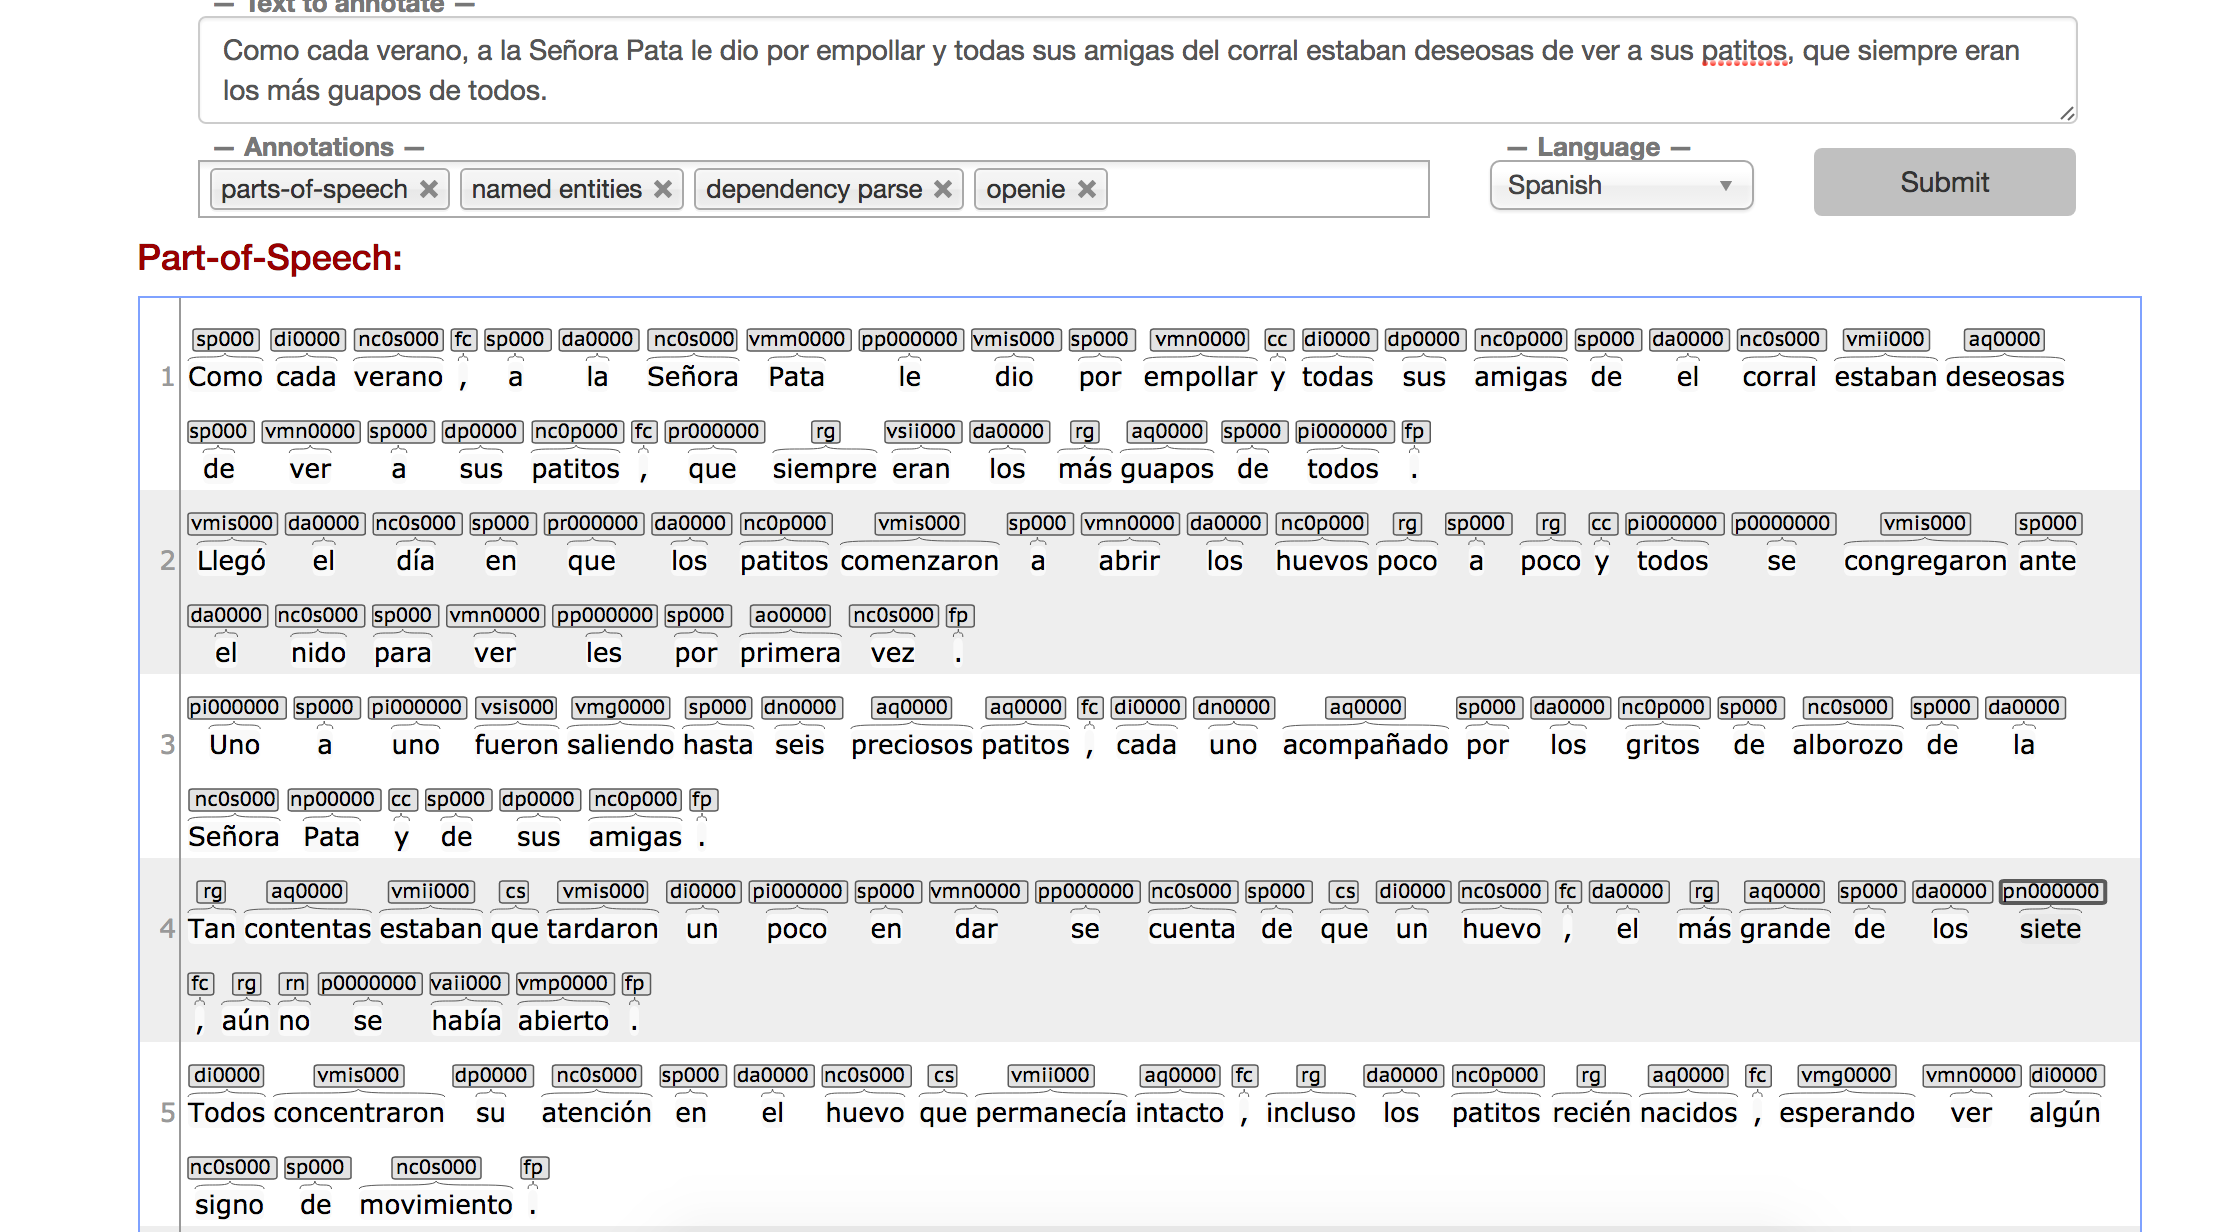 — Text to annotate —
Como cada verano, a la Señora Pata le dio por empollar y todas sus amigas del corral estaban deseosas de ver a sus patitos, que siempre eran
los más guapos de todos.
— Annotations — — Language —
parts-of-speech × named entities × dependency parse × openie × Spanish ▼ Submit
Part-of-Speech:
sp000 di0000 nc0s000 fc sp000 da0000 nc0s000 vmm0000 pp000000 vmis000 sp000 vmn0000 cc di0000 dp0000 nc0p000 sp000 da0000 nc0s000 vmii000 aq0000
1 Como cada verano , a la Señora Pata le dio por empollar y todas sus amigas de el corral estaban deseosas
sp000 vmn0000 sp000 dp0000 nc0p000 fc pr000000 rg vsii000 da0000 rg aq0000 sp000 pi000000 fp
de ver a sus patitos , que siempre eran los más guapos de todos .
vmis000 da0000 nc0s000 sp000 pr000000 da0000 nc0p000 vmis000 sp000 vmn0000 da0000 nc0p000 rg sp000 rg cc pi000000 p0000000 vmis000 sp000
2 Llegó el día en que los patitos comenzaron a abrir los huevos poco a poco y todos se congregaron ante
da0000 nc0s000 sp000 vmn0000 pp000000 sp000 ao0000 nc0s000 fp
el nido para ver les por primera vez .
pi000000 sp000 pi000000 vsis000 vmg0000 sp000 dn0000 aq0000 aq0000 fc di0000 dn0000 aq0000 sp000 da0000 nc0p000 sp000 nc0s000 sp000 da0000
3 Uno a uno fueron saliendo hasta seis preciosos patitos , cada uno acompañado por los gritos de alborozo de la
nc0s000 np00000 cc sp000 dp0000 nc0p000 fp
Señora Pata y de sus amigas .
rg aq0000 vmii000 cs vmis000 di0000 pi000000 sp000 vmn0000 pp000000 nc0s000 sp000 cs di0000 nc0s000 fc da0000 rg aq0000 sp000 da0000 pn000000
4 Tan contentas estaban que tardaron un poco en dar se cuenta de que un huevo , el más grande de los siete
fc rg rn p0000000 vaii000 vmp0000 fp
, aún no se había abierto .
di0000 vmis000 dp0000 nc0s000 sp000 da0000 nc0s000 cs vmii000 aq0000 fc rg da0000 nc0p000 rg aq0000 fc vmg0000 vmn0000 di0000
5 Todos concentraron su atención en el huevo que permanecía intacto , incluso los patitos recién nacidos , esperando ver algún
nc0s000 sp000 nc0s000 fp
signo de movimiento .